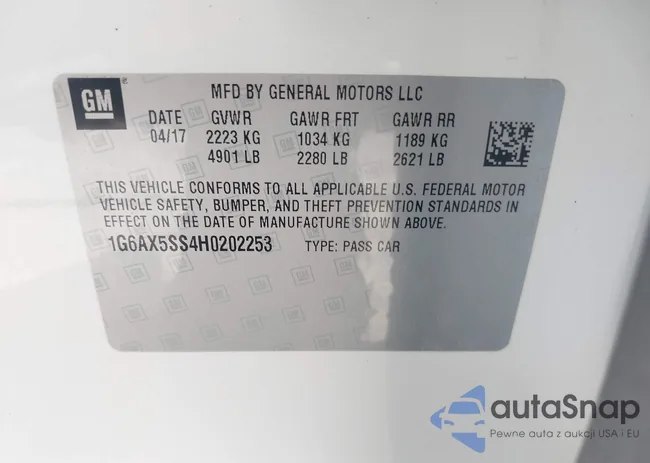 GM
MFD BY GENERAL MOTORS LLC
DATE GVWR GAWR FRT GAWR RR
04/17 2223 KG 1034 KG 1189 KG
4901 LB 2280 LB 2621 LB
THIS VEHICLE CONFORMS TO ALL APPLICABLE U.S. FEDERAL MOTOR
VEHICLE SAFETY, BUMPER, AND THEFT PREVENTION STANDARDS IN
EFFECT ON THE DATE OF MANUFACTURE SHOWN ABOVE.
1G6AX5SS4H0202253 TYPE: PASS CAR
autaSnap
Pewne auta z aukcji USA i EU